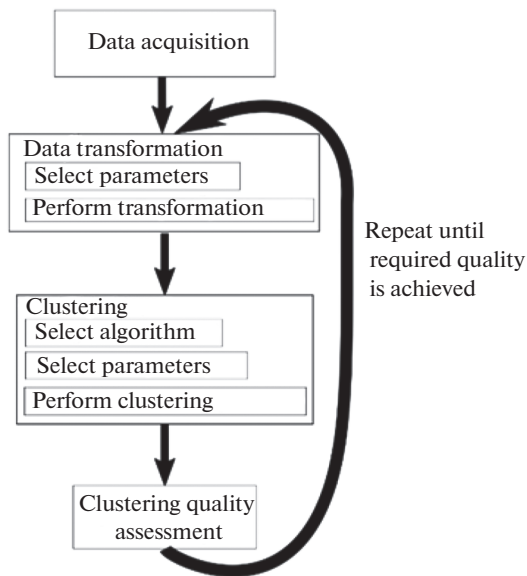 Data acquisition
Data transformation
Select parameters
Perform transformation
Repeat until
required quality
is achieved
Clustering
Select algorithm
Select parameters
Perform clustering
Clustering quality
assessment